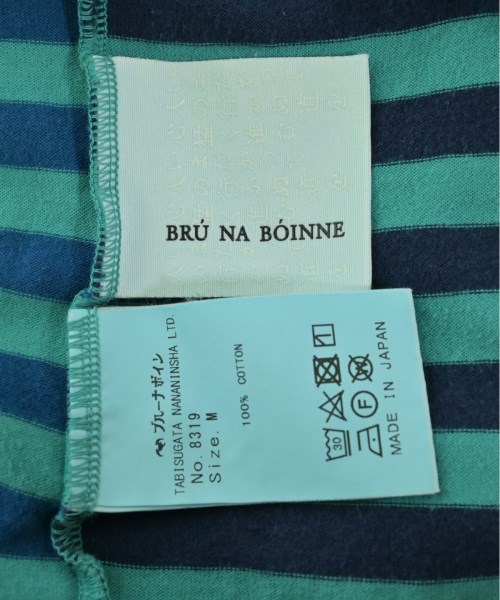 BRÚ NA BÓINNE
ブルーナボイン
TABISUGATA NANANINSHA LTD.
No. 8319
Size. M
100% COTTON
30
F
W
MADE IN JAPAN